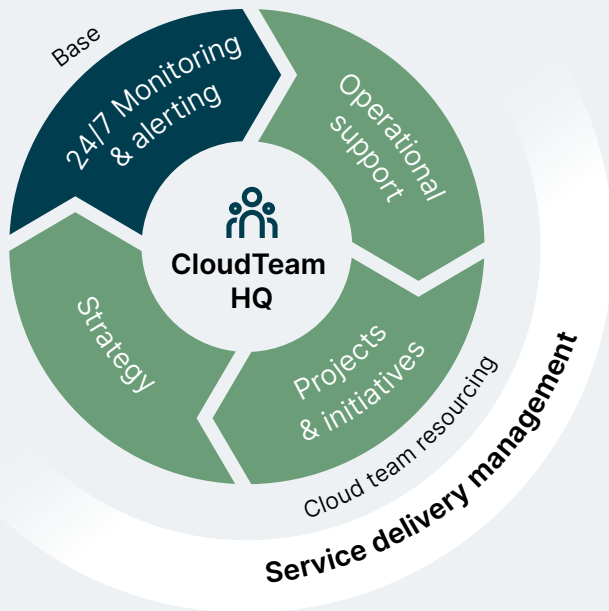 Base
24/7 Monitoring
& alerting
Operational
support
CloudTeam
HQ
Strategy
Projects
& initiatives
Cloud team resourcing
Service delivery management